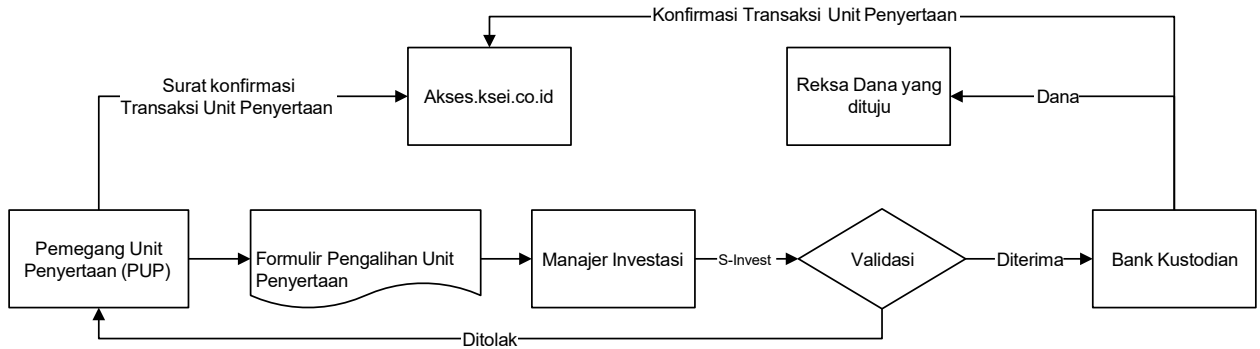 Konfirmasi Transaksi Unit Penyertaan
Surat konfirmasi
Transaksi Unit Penyertaan
Akses.ksei.co.id
Reksa Dana yang
dituju
Dana
Pemegang Unit
Penyertaan (PUP)
Formulir Pengalihan Unit
Penyertaan
Manajer Investasi
S-Invest
Validasi
Diterima
Bank Kustodian
Ditolak